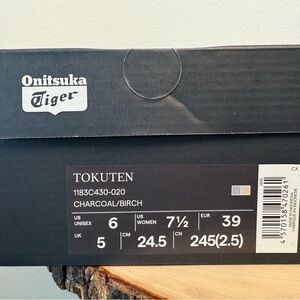 Onitsuka
Tiger
TOKUTEN
1183C430-020
CHARCOAL/BIRCH
US UNISEX 6 US WOMEN 7½ EUR 39
UK 5 CM 24.5 CN 245(2.5)
4570158470261